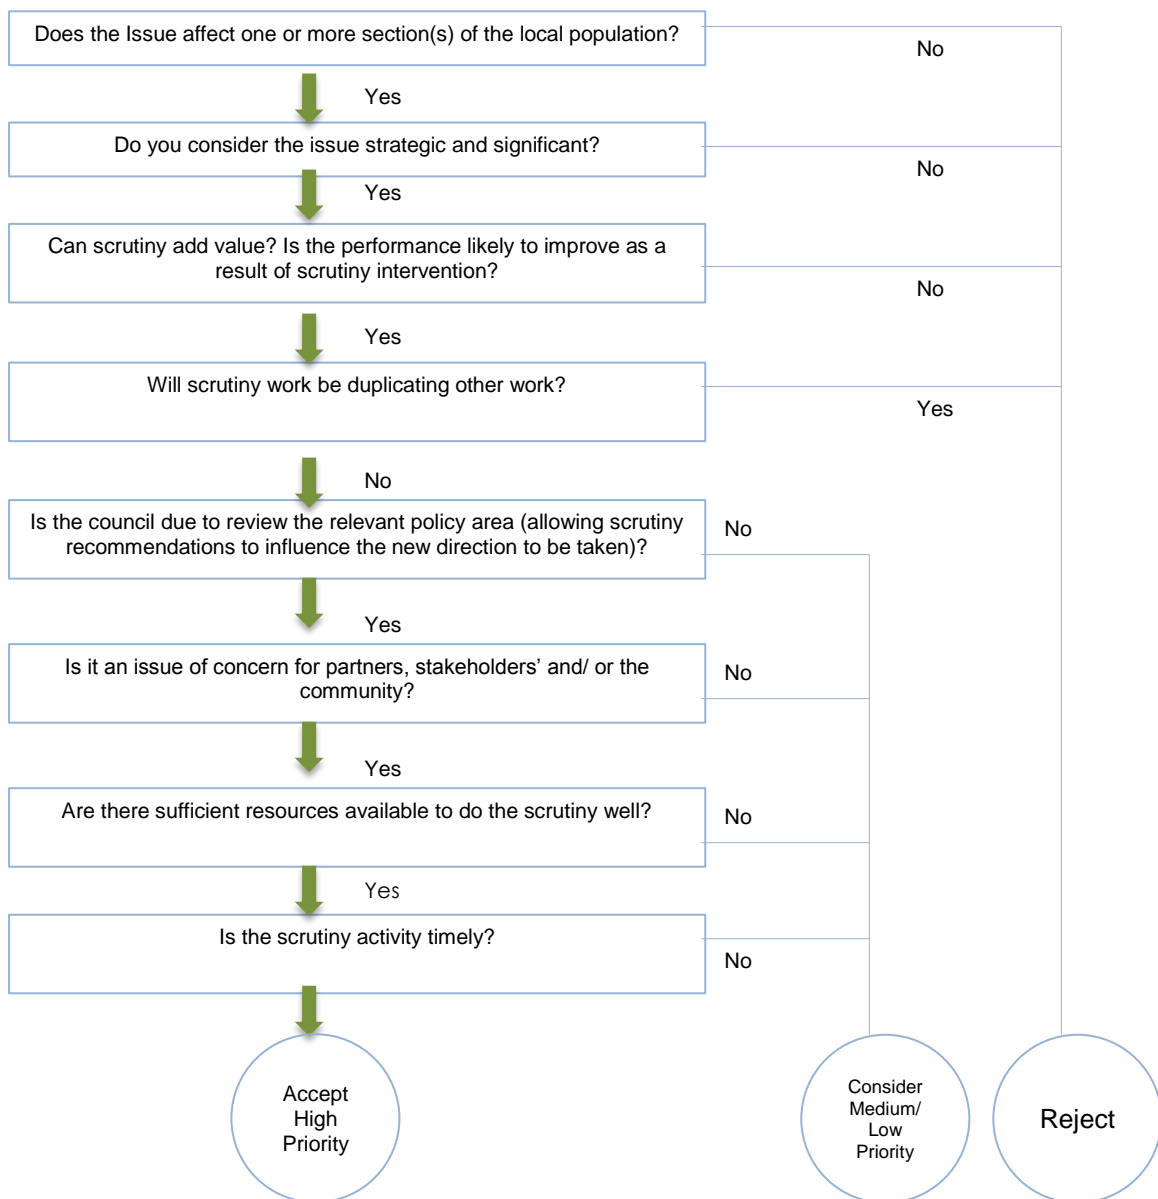 Does the Issue affect one or more section(s) of the local population?
No
Yes
Do you consider the issue strategic and significant?
No
Yes
Can scrutiny add value? Is the performance likely to improve as a
result of scrutiny intervention?
No
Yes
Will scrutiny work be duplicating other work?
Yes
No
Is the council due to review the relevant policy area (allowing scrutiny
recommendations to influence the new direction to be taken)?
No
Yes
Is it an issue of concern for partners, stakeholders’ and/ or the
community?
No
Yes
Are there sufficient resources available to do the scrutiny well?
No
Yes
Is the scrutiny activity timely?
No
Accept
High
Priority
Consider
Medium/
Low
Priority
Reject